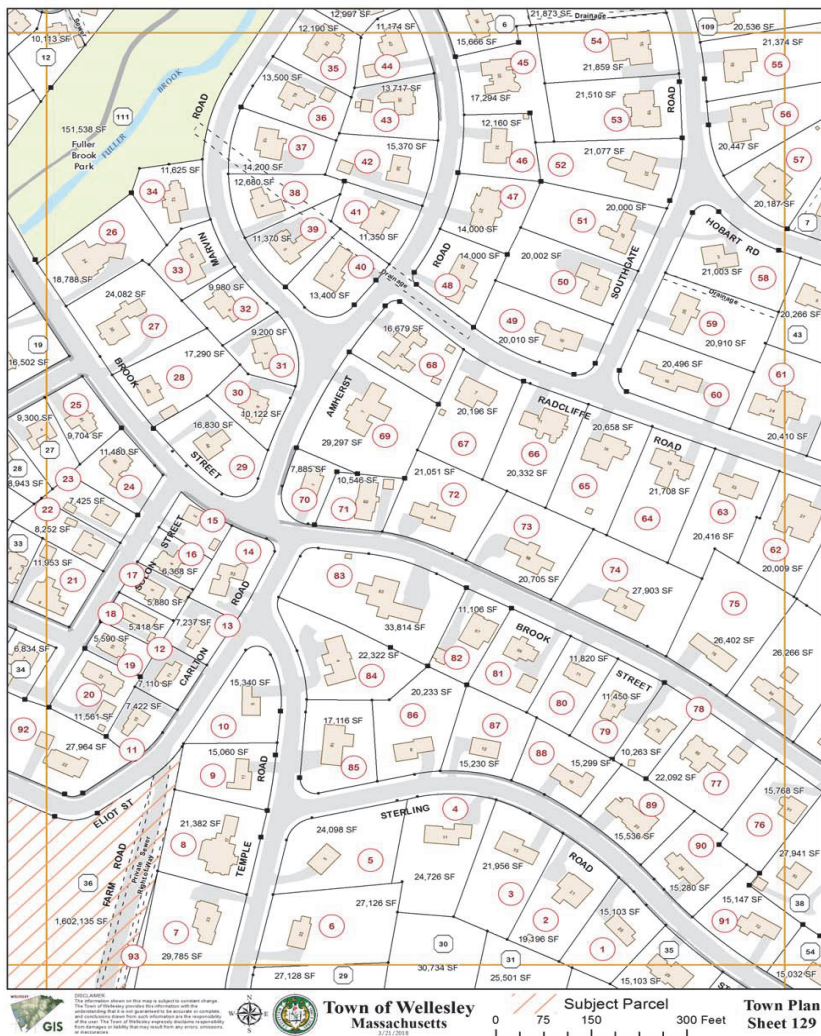 12,997 SF
21,873 SF
Drainage
20,536 SF
10,113 SF
12,190 SF
11,174 SF
15,666 SF
6
54
109
21,374 SF
12
35
44
45
21,859 SF
55
13,500 SF
13,717 SF
17,294 SF
21,510 SF
BROOK
ROAD
36
43
12,160 SF
53
ROAD
56
111
151,538 SF
Fuller
Brook
Park
FULLER
37
15,370 SF
20,447 SF
14,200 SF
42
46
52
21,077 SF
57
11,625 SF
12,680 SF
38
47
20,187 SF
34
41
51
20,000 SF
7
26
39
14,000 SF
HOBART RD
MARVIN
11,370 SF
11,350 SF
ROAD
14,000 SF
20,002 SF
SOUTHGATE
21,003 SF
58
18,788 SF
33
40
Drainage
48
50
Drainage
24,082 SF
9,980 SF
13,400 SF
20,266 SF
27
32
49
59
43
19
9,200 SF
16,679 SF
20,010 SF
20,910 SF
16,502 SF
17,290 SF
31
68
20,496 SF
61
BROOK
28
30
AMHERST
RADCLIFFE
60
25
10,122 SF
20,196 SF
20,658 SF
ROAD
20,410 SF
9,300 SF
9,704 SF
16,830 SF
29,297 SF
69
67
66
27
11,480 SF
STREET
29
21,051 SF
20,332 SF
65
21,708 SF
28
8,943 SF
23
24
7,885 SF
10,546 SF
72
64
63
22
7,425 SF
70
71
20,416 SF
8,252 SF
15
73
62
33
STREET
16
14
20,009 SF
11,953 SF
17
6,368 SF
83
20,705 SF
74
21
SOLON
5,880 SF
ROAD
27,903 SF
75
18
5,418 SF
7,237 SF
13
11,106 SF
BROOK
5,590 SF
12
33,814 SF
26,402 SF
6,834 SF
19
CARLTON
22,322 SF
82
11,820 SF
STREET
26,266 SF
34
20
7,110 SF
15,340 SF
84
81
80
11,450 SF
92
11,561 SF
7,422 SF
10
20,233 SF
79
78
27,964 SF
11
17,116 SF
86
87
10,263 SF
15,060 SF
15,230 SF
88
22,092 SF
77
9
ROAD
85
15,299 SF
15,768 SF
ELIOT ST
STERLING
4
89
76
21,382 SF
15,536 SF
8
24,098 SF
ROAD
90
27,941 SF
FARM ROAD
Private Sewer
Right-of-Way
TEMPLE
5
24,726 SF
21,956 SF
3
15,280 SF
15,147 SF
38
36
27,126 SF
2
15,103 SF
91
1,602,135 SF
7
6
19,196 SF
1
54
93
29,785 SF
30
31
35
15,032 SF
27,128 SF
29
30,734 SF
25,501 SF
15,103 SF
GIS
DISCLAIMER:
Town of Wellesley
Massachusetts
3/21/2018
Subject Parcel
0 75 150 300 Feet
Town Plan
Sheet 129